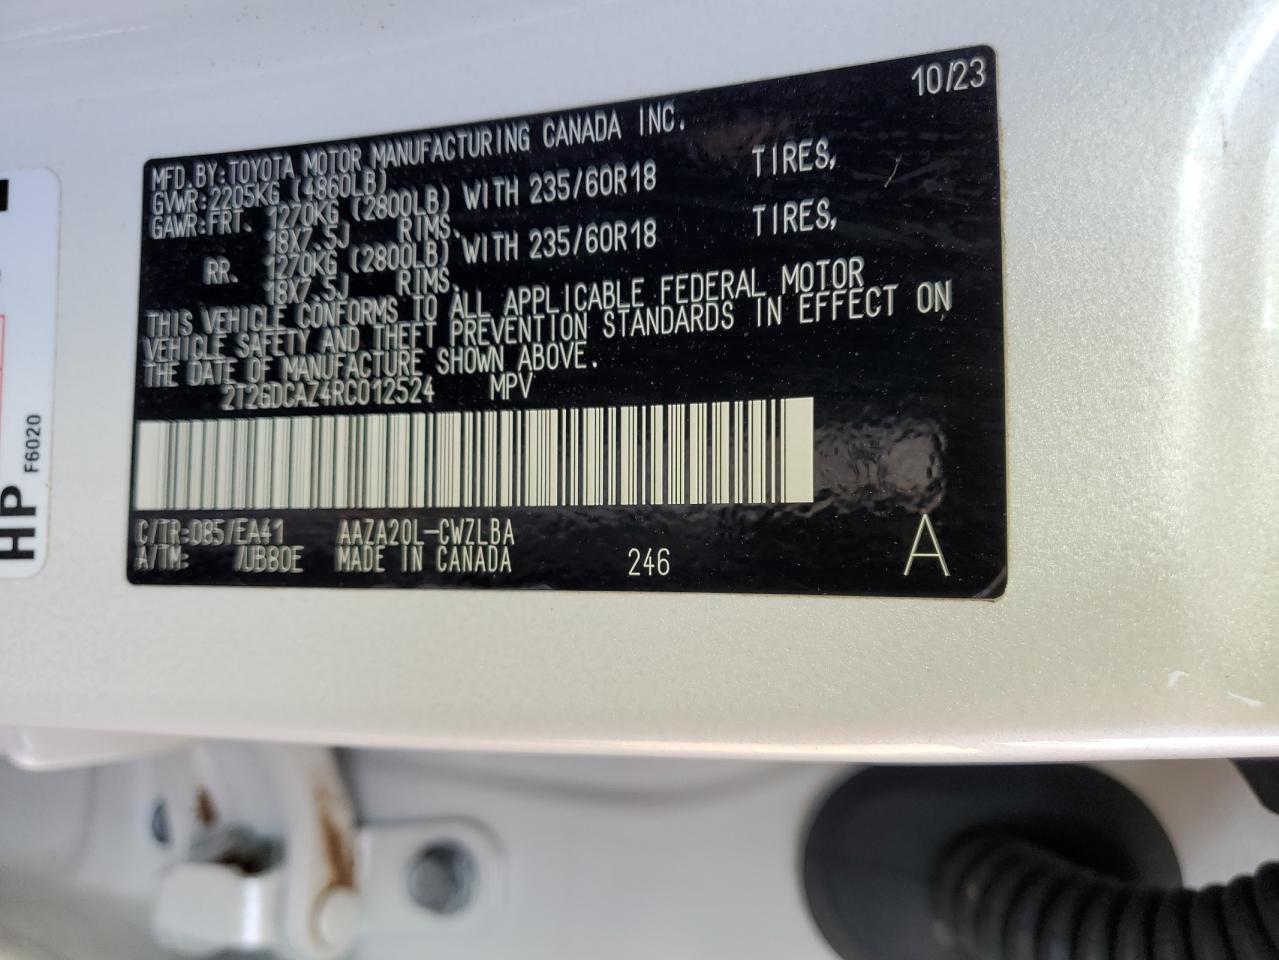 10/23
MFD.BY:TOYOTA MOTOR MANUFACTURING CANADA INC.
GVWR:2205KG (4860LB)
GAWR:FRT. 1270KG (2800LB) WITH 235/60R18 TIRES,
18X7.5J RIMS.
RR. 1270KG (2800LB) WITH 235/60R18 TIRES,
18X7.5J RIMS.
THIS VEHICLE CONFORMS TO ALL APPLICABLE FEDERAL MOTOR
VEHICLE SAFETY AND THEFT PREVENTION STANDARDS IN EFFECT ON
THE DATE OF MANUFACTURE SHOWN ABOVE.
2T2GDCAZ4RC012524 MPV
C/TR:085/EA41 AAZA20L-CWZLBA
A/TM: /UB80E MADE IN CANADA 246 A
HP F6020